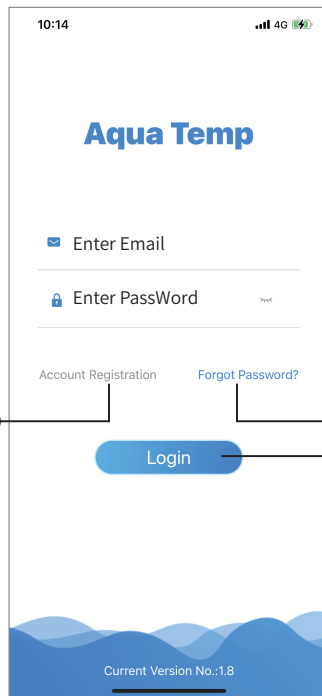 10:14 4G
Aqua Temp
Enter Email
Enter PassWord
Account Registration Forgot Password?
Login
Current Version No.:1.8